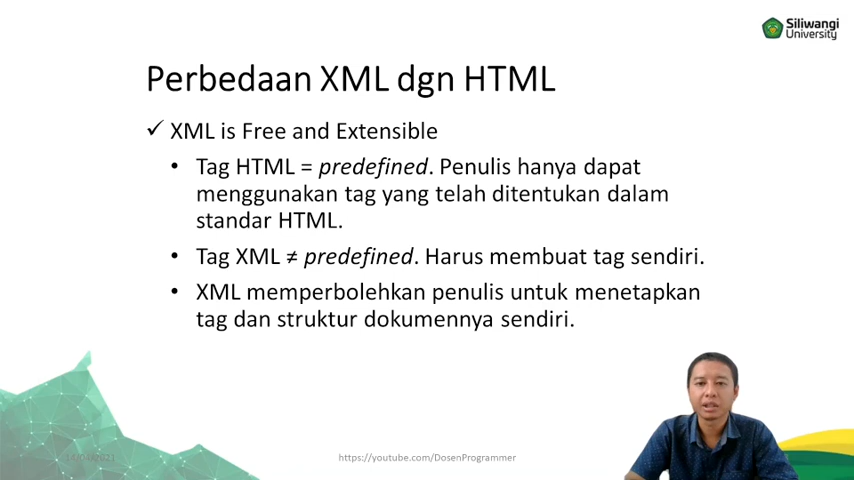 Siliwangi
University
Perbedaan XML dgn HTML
✓ XML is Free and Extensible
• Tag HTML = predefined. Penulis hanya dapat
menggunakan tag yang telah ditentukan dalam
standar HTML.
• Tag XML ≠ predefined. Harus membuat tag sendiri.
• XML memperbolehkan penulis untuk menetapkan
tag dan struktur dokumennya sendiri.
https://youtube.com/DosenProgrammer